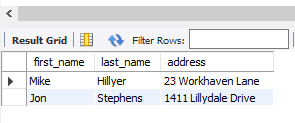 Result Grid Filter Rows:
first_name last_name address
Mike Hillyer 23 Workhaven Lane
Jon Stephens 1411 Lillydale Drive